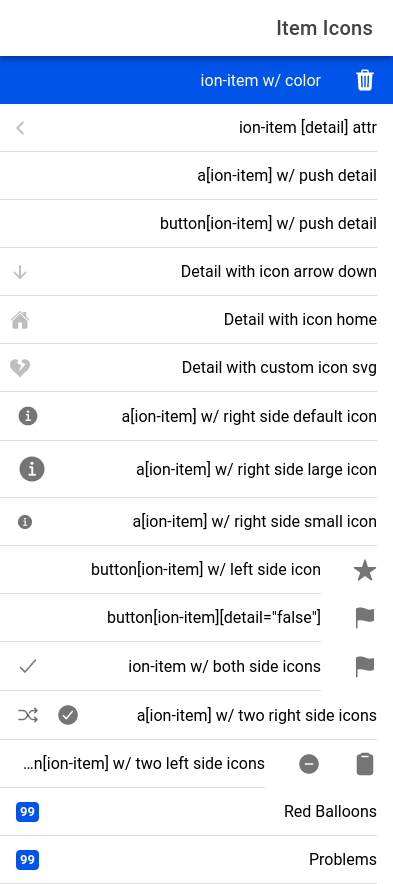 Item Icons
ion-item w/ color
ion-item [detail] attr
a[ion-item] w/ push detail
button[ion-item] w/ push detail
Detail with icon arrow down
Detail with icon home
Detail with custom icon svg
a[ion-item] w/ right side default icon
a[ion-item] w/ right side large icon
a[ion-item] w/ right side small icon
button[ion-item] w/ left side icon
button[ion-item][detail="false"]
ion-item w/ both side icons
a[ion-item] w/ two right side icons
...n[ion-item] w/ two left side icons
99 Red Balloons
99 Problems